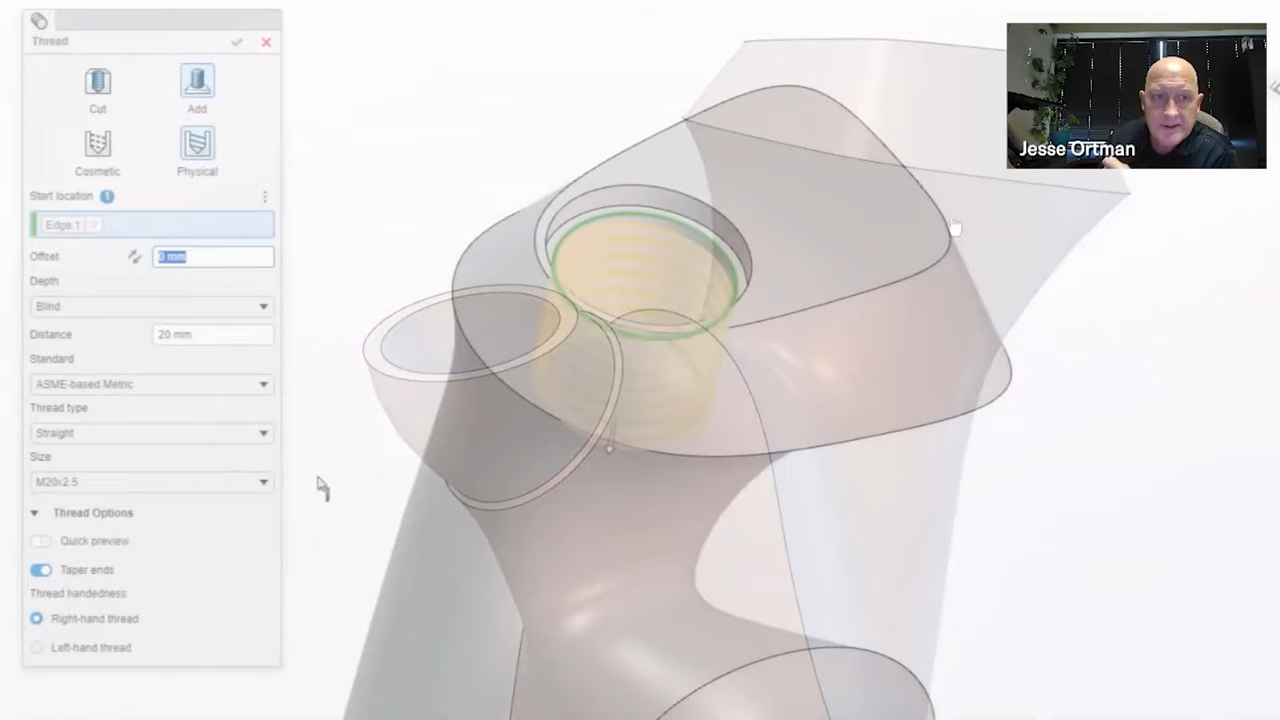 Thread
Cut
Add
Cosmetic
Physical
Start location 1
Edge.1
Offset
0 mm
Depth
Blind
Distance
20 mm
Standard
ASME-based Metric
Thread type
Straight
Size
M20x2.5
Thread Options
Quick preview
Taper ends
Thread handedness
Right-hand thread
Left-hand thread
Jesse Ortman